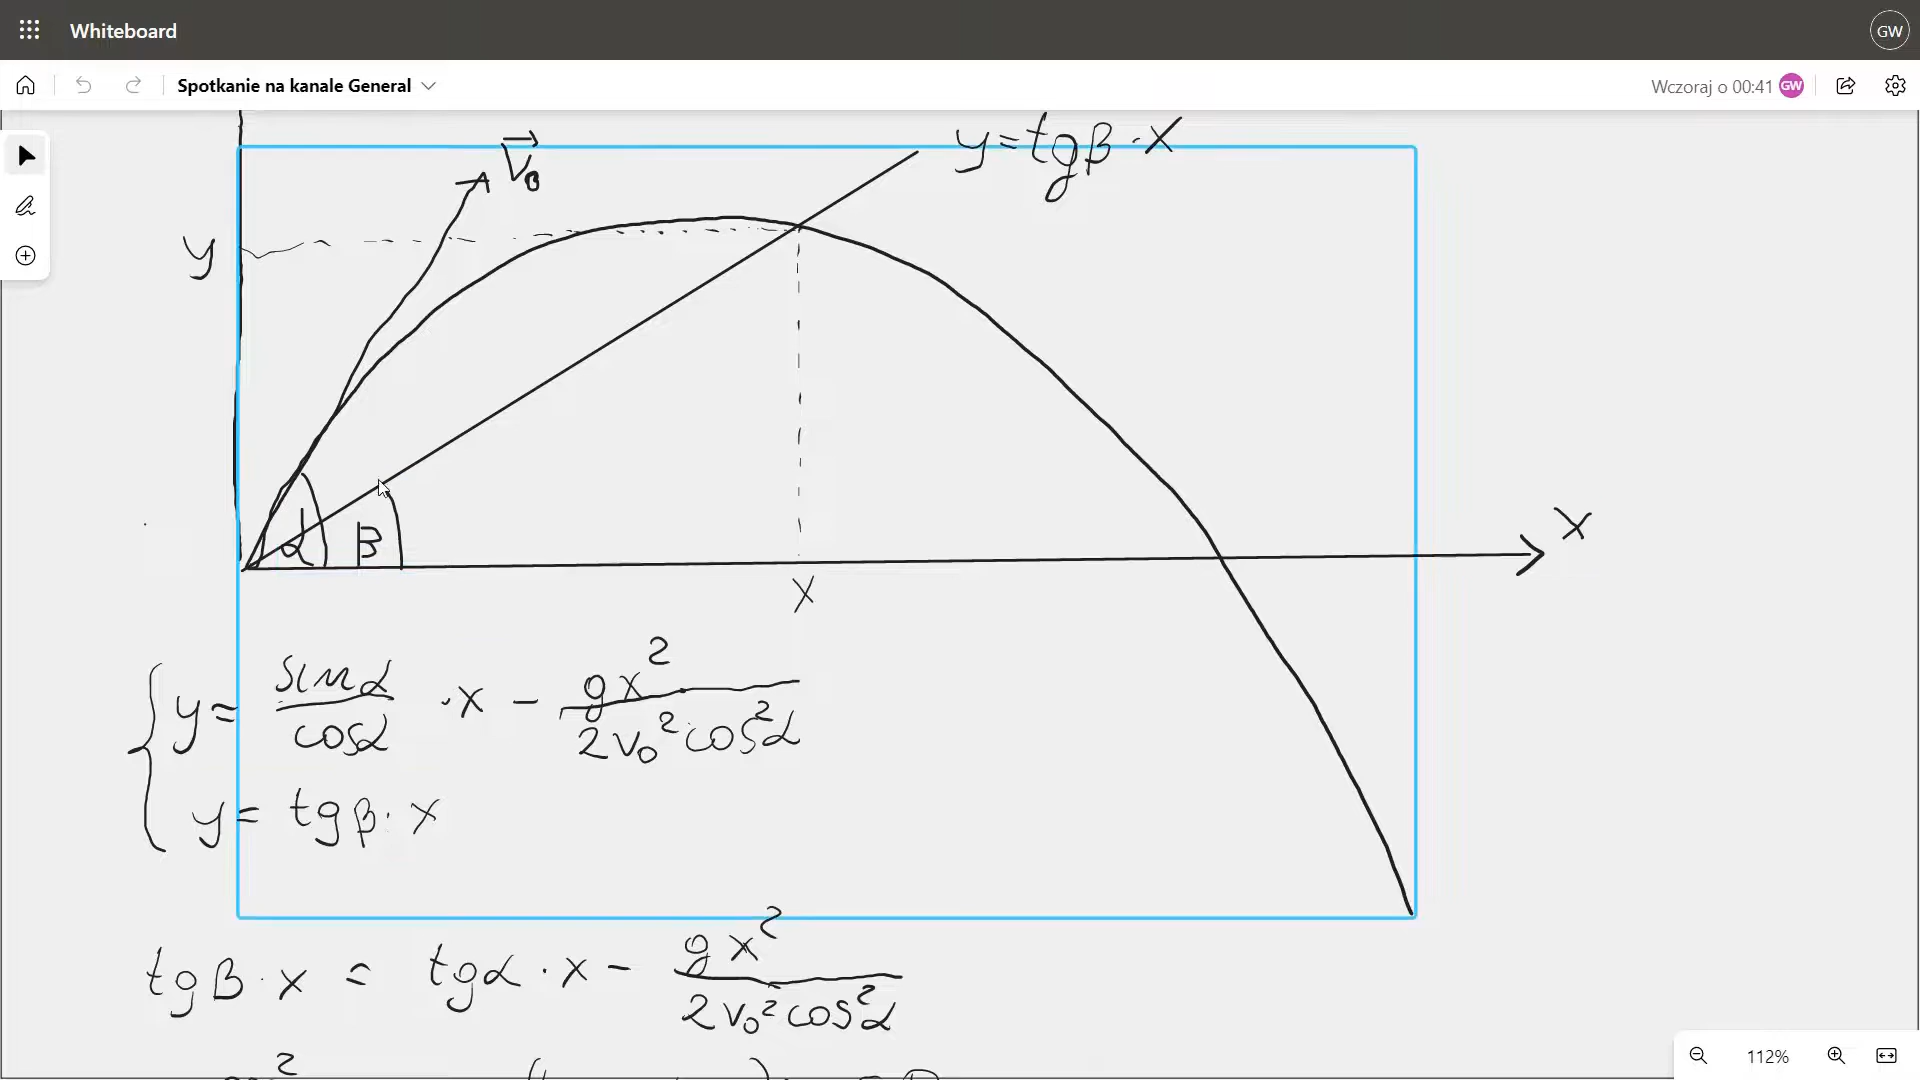 Whiteboard
GW
Spotkanie na kanale General
Wczoraj o 00:41 GW
y=tgβ·x
V₀
y
α β
x
x
y= sinα/cosα ·x - gx²/2v₀²cos²α
y= tgβ·x
tgβ·x = tgα·x - gx²/2v₀²cos²α
2
112%